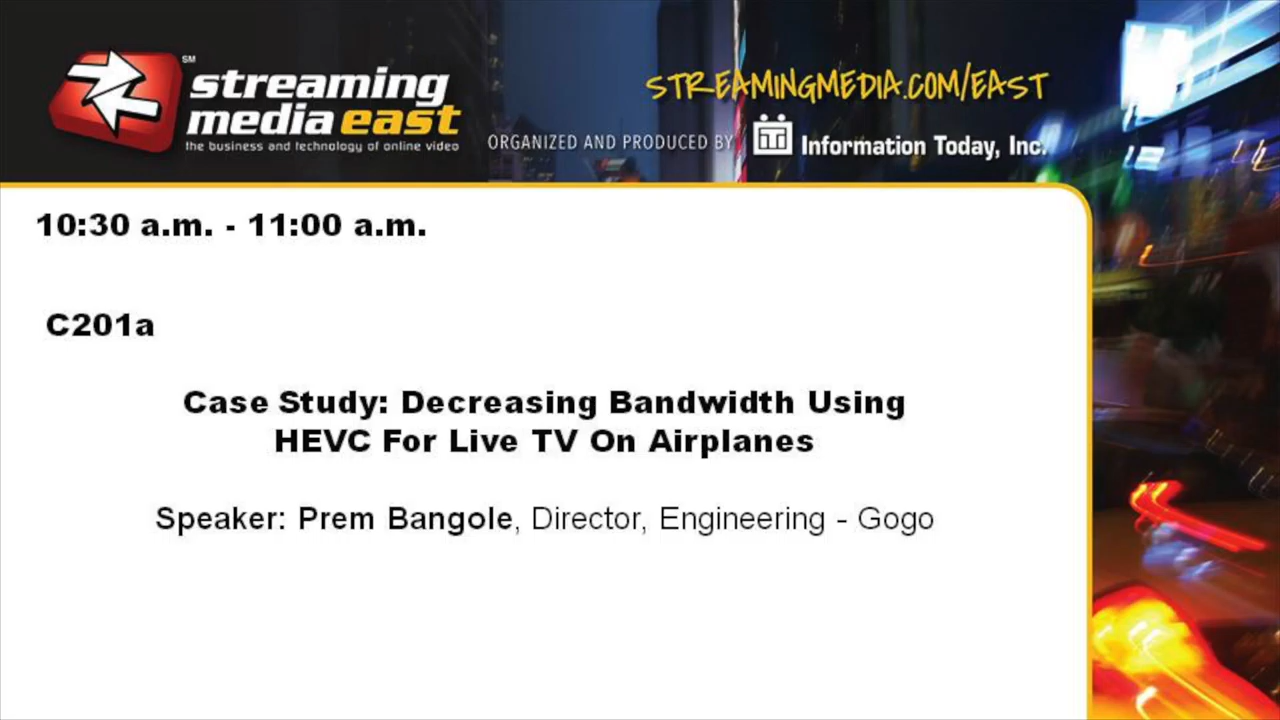 SM
streaming
media east
the business and technology of online video
STREAMINGMEDIA.COM/EAST
ORGANIZED AND PRODUCED BY Information Today, Inc.
10:30 a.m. - 11:00 a.m.
C201a
Case Study: Decreasing Bandwidth Using
HEVC For Live TV On Airplanes
Speaker: Prem Bangole, Director, Engineering - Gogo